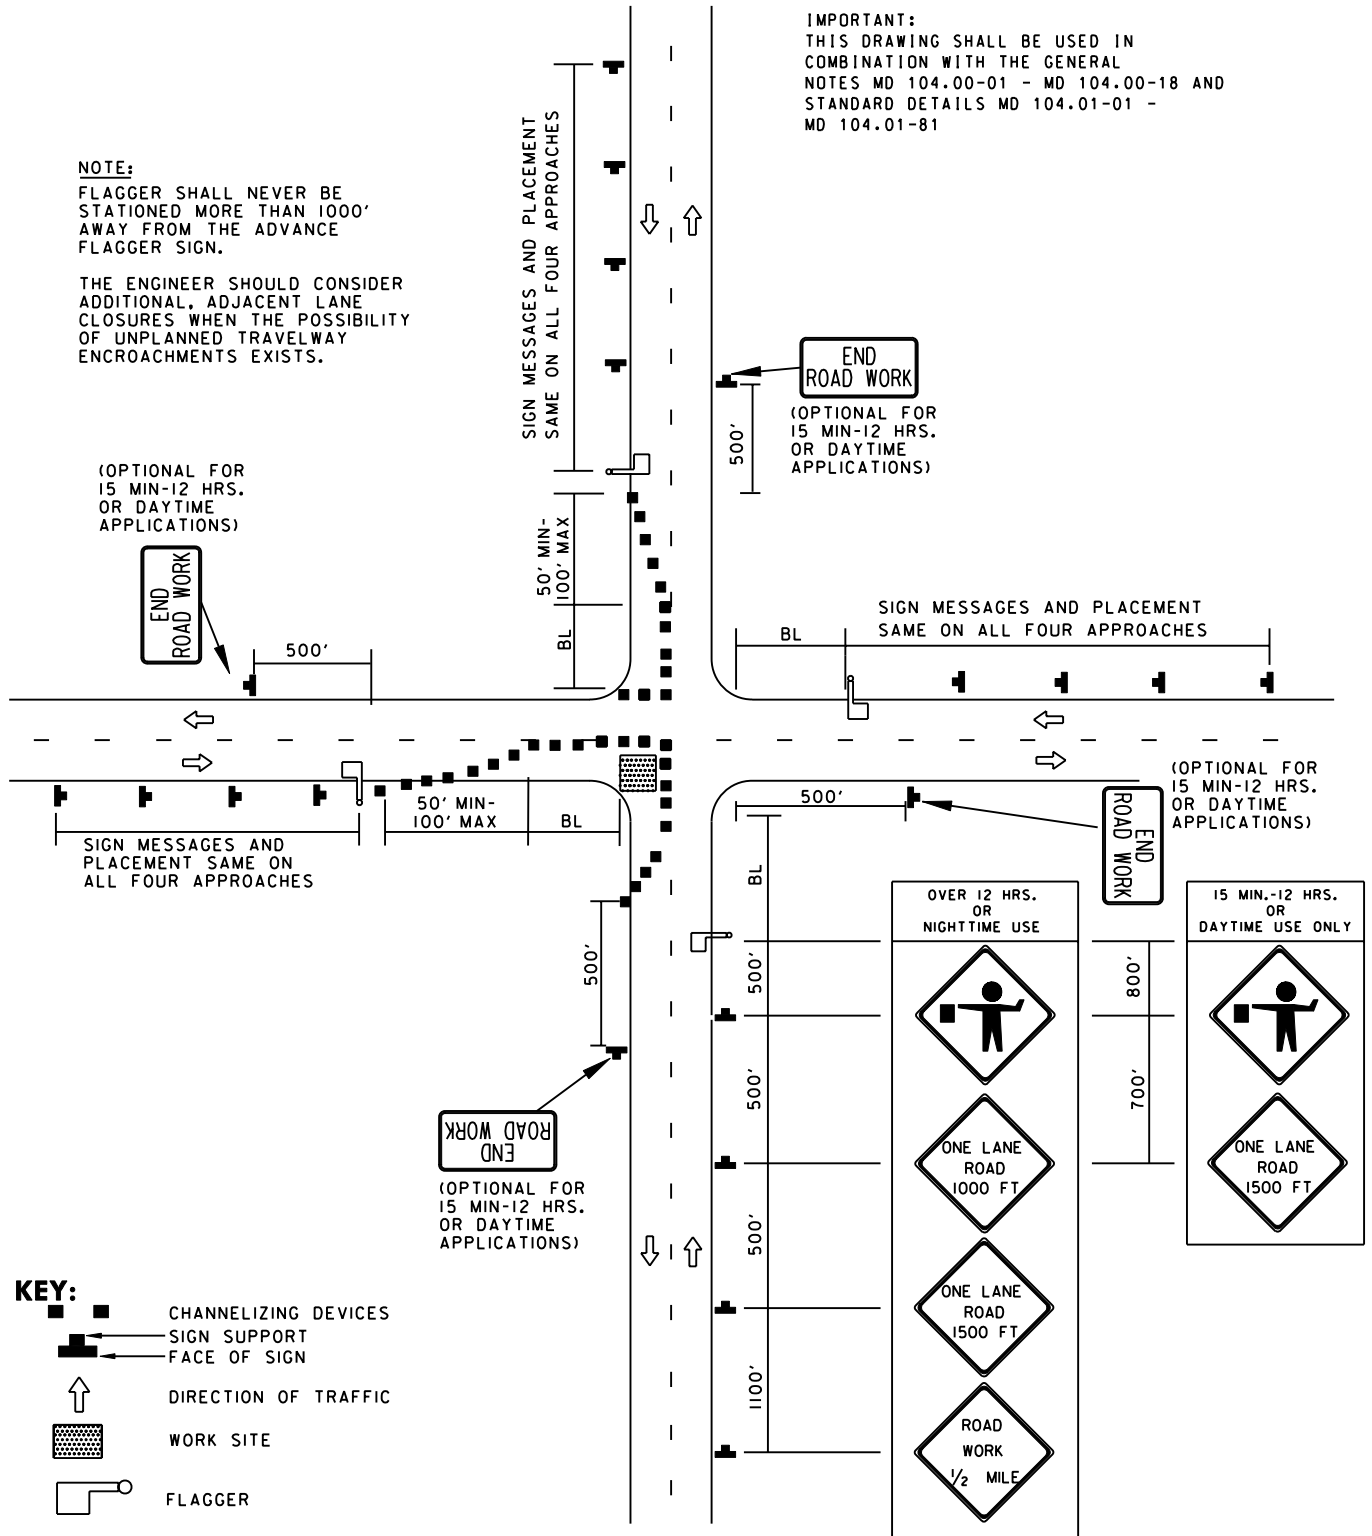 IMPORTANT:
THIS DRAWING SHALL BE USED IN
COMBINATION WITH THE GENERAL
NOTES MD 104.00-01 - MD 104.00-18 AND
STANDARD DETAILS MD 104.01-01 -
MD 104.01-81
NOTE:
FLAGGER SHALL NEVER BE
STATIONED MORE THAN 1000'
AWAY FROM THE ADVANCE
FLAGGER SIGN.
THE ENGINEER SHOULD CONSIDER
ADDITIONAL, ADJACENT LANE
CLOSURES WHEN THE POSSIBILITY
OF UNPLANNED TRAVELWAY
ENCROACHMENTS EXISTS.
SIGN MESSAGES AND PLACEMENT
SAME ON ALL FOUR APPROACHES
END
ROAD WORK
(OPTIONAL FOR
15 MIN-12 HRS.
OR DAYTIME
APPLICATIONS)
500'
(OPTIONAL FOR
15 MIN-12 HRS.
OR DAYTIME
APPLICATIONS)
END
ROAD WORK
500'
50' MIN-
100' MAX
BL
SIGN MESSAGES AND PLACEMENT
SAME ON ALL FOUR APPROACHES
BL
50' MIN-
100' MAX
BL
SIGN MESSAGES AND
PLACEMENT SAME ON
ALL FOUR APPROACHES
500'
(OPTIONAL FOR
15 MIN-12 HRS.
OR DAYTIME
APPLICATIONS)
END
ROAD WORK
BL
500'
500'
500'
1100'
500'
END
ROAD WORK
(OPTIONAL FOR
15 MIN-12 HRS.
OR DAYTIME
APPLICATIONS)
OVER 12 HRS.
OR
NIGHTTIME USE
ONE LANE
ROAD
1000 FT
ONE LANE
ROAD
1500 FT
ROAD
WORK
1/2 MILE
800'
700'
15 MIN.-12 HRS.
OR
DAYTIME USE ONLY
ONE LANE
ROAD
1500 FT
KEY:
CHANNELIZING DEVICES
SIGN SUPPORT
FACE OF SIGN
DIRECTION OF TRAFFIC
WORK SITE
FLAGGER